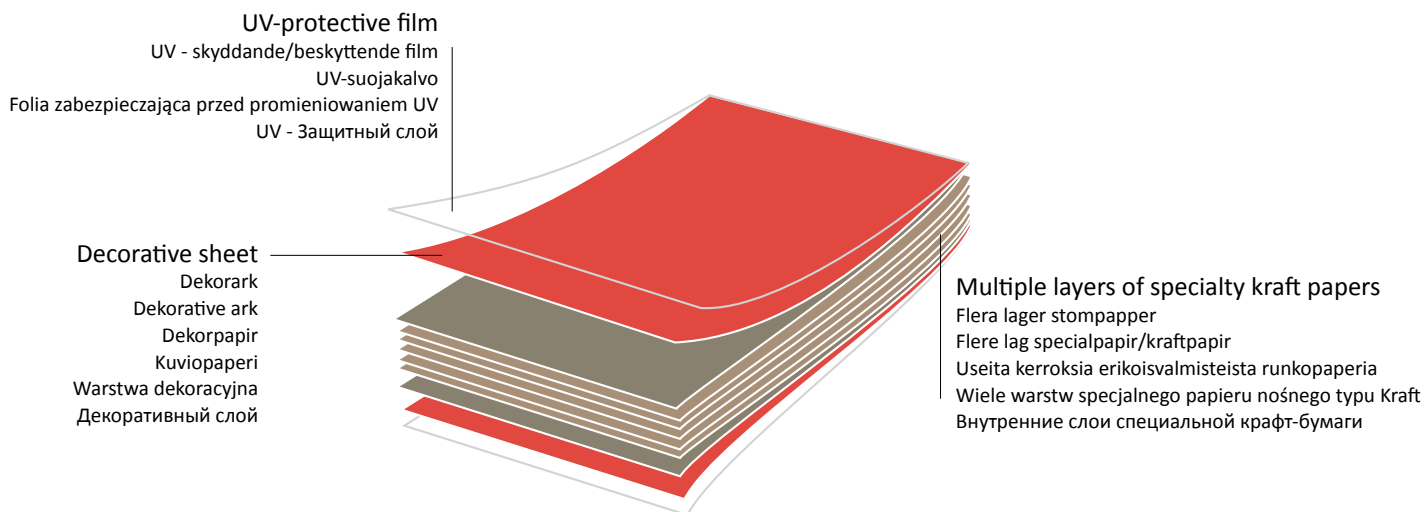 UV-protective film
UV - skyddande/beskyttende film
UV-suojakalvo
Folia zabezpieczająca przed promieniowaniem UV
UV - Защитный слой
Decorative sheet
Dekorark
Dekorative ark
Dekorpapir
Kuviopaperi
Warstwa dekoracyjna
Декоративный слой
Multiple layers of specialty kraft papers
Flera lager stompapper
Flere lag specialpapir/kraftpapir
Useita kerroksia erikoisvalmisteista runkopaperia
Wiele warstw specjalnego papieru nośnego typu Kraft
Внутренние слои специальной крафт-бумаги